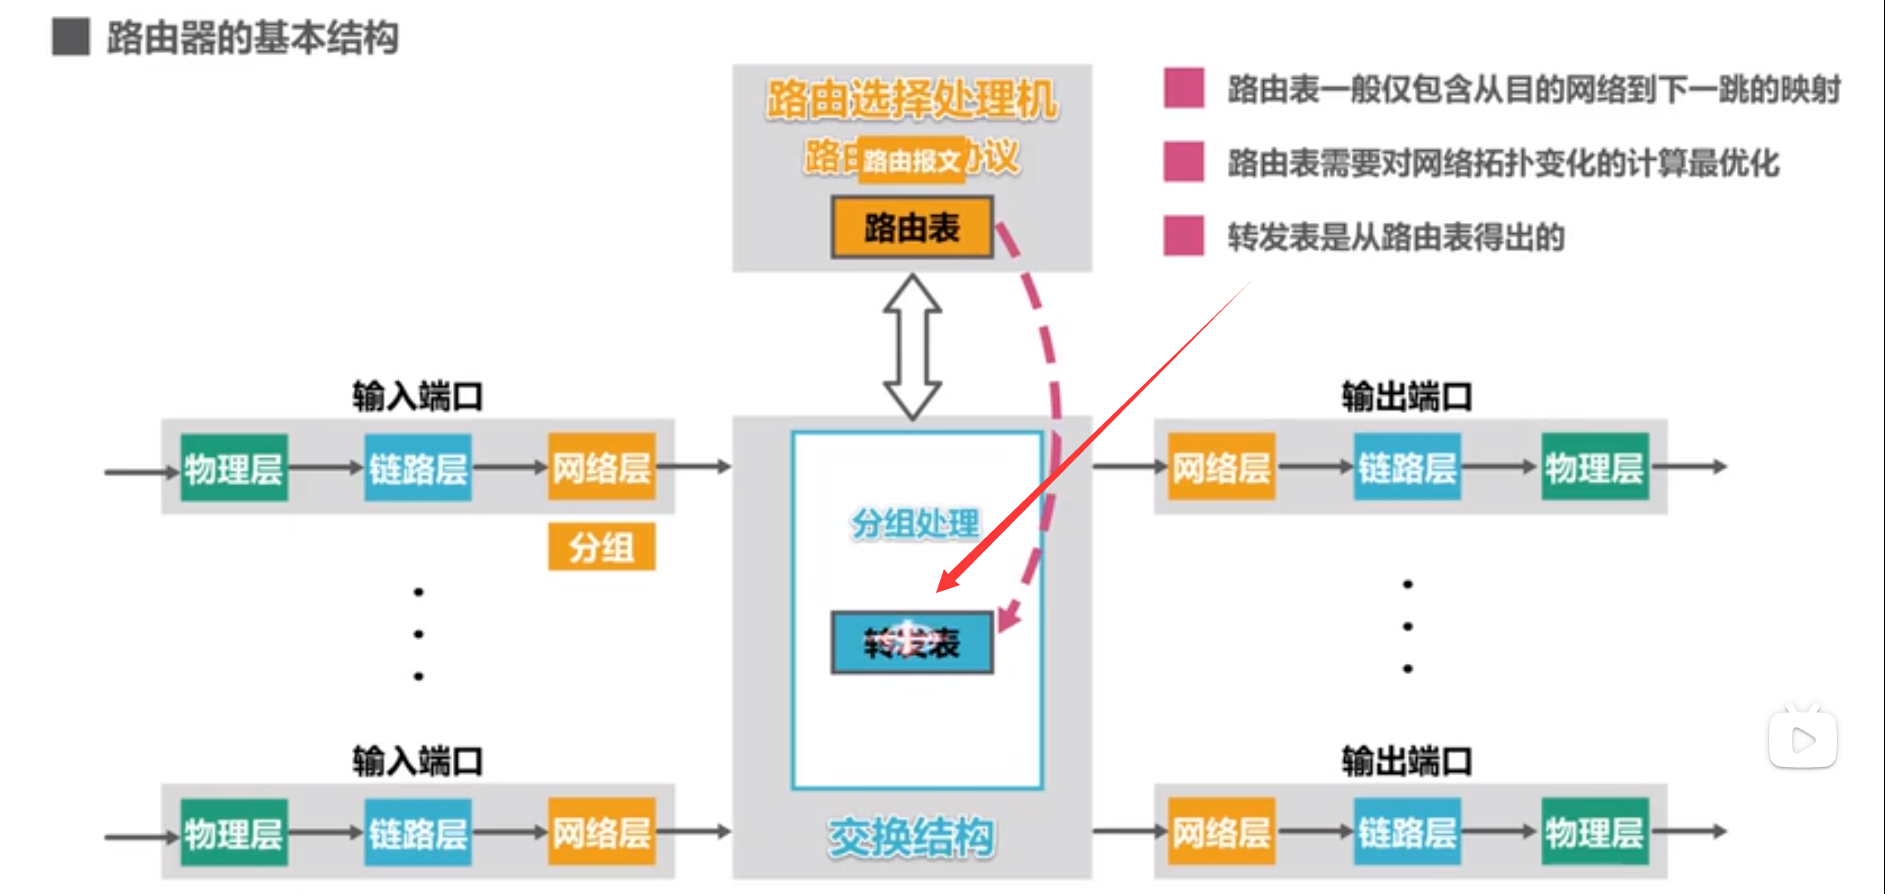 路由器的基本结构
路由选择处理机
路由 路由报文 议
路由表
路由表一般仅包含从目的网络到下一跳的映射
路由表需要对网络拓扑变化的计算最优化
转发表是从路由表得出的
输入端口
物理层 链路层 网络层
分组
分组处理
转发表
交换结构
输出端口
网络层 链路层 物理层
输入端口
物理层 链路层 网络层
输出端口
网络层 链路层 物理层